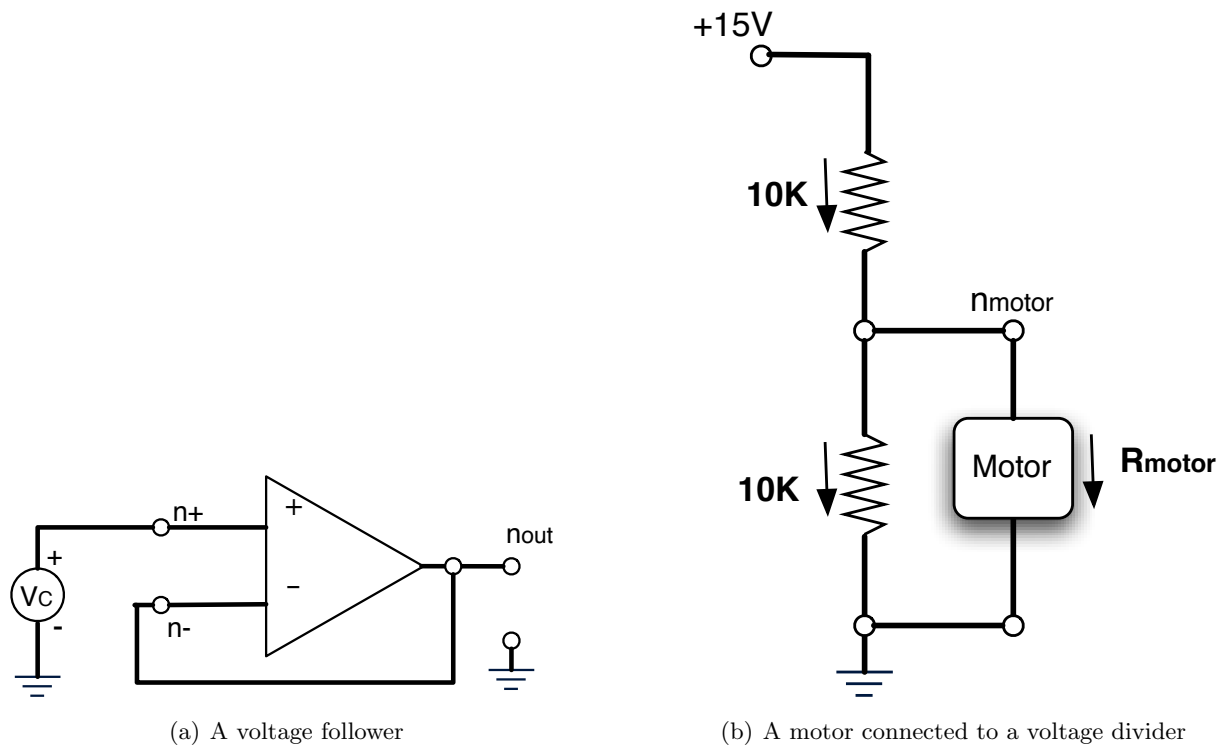 +15V
10K
nmotor
Motor
Rmotor
10K
n+
+
nout
+
Vc
−
-
n-
(a) A voltage follower
(b) A motor connected to a voltage divider